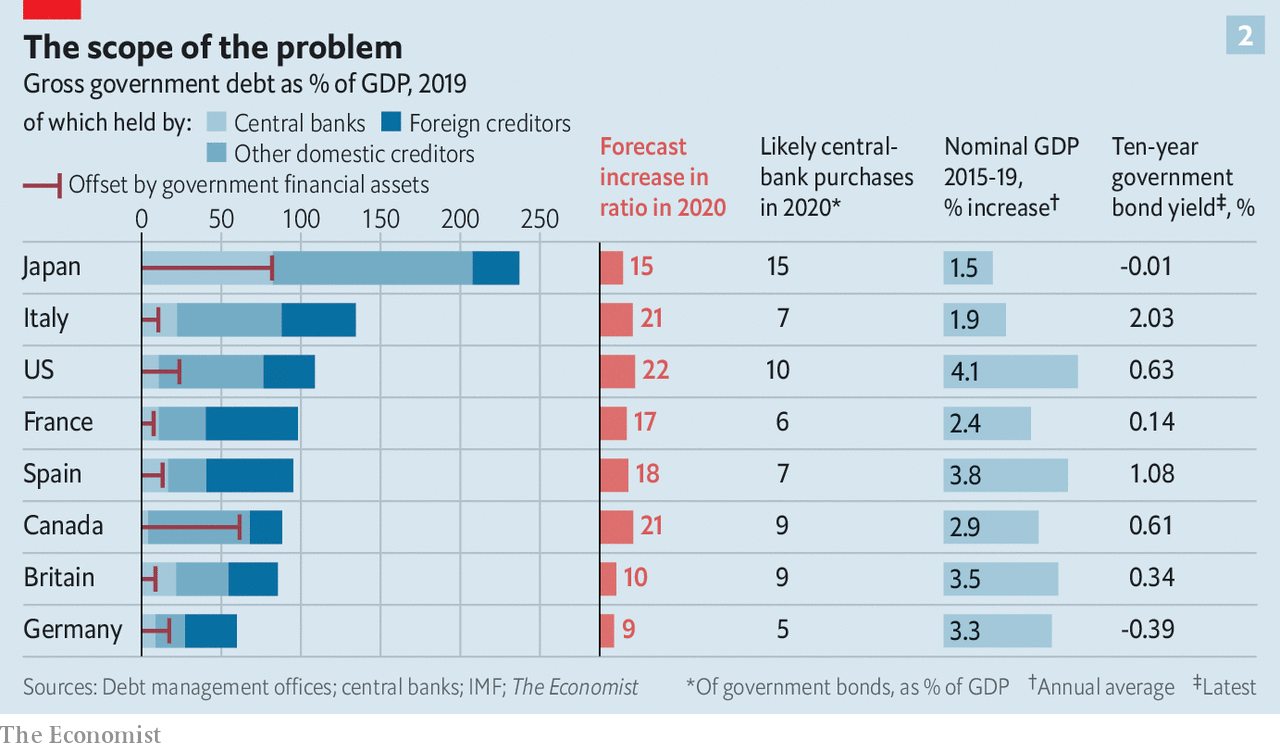 2
The scope of the problem
Gross government debt as % of GDP, 2019
of which held by: Central banks Foreign creditors
Other domestic creditors
Offset by government financial assets
0 50 100 150 200 250
Forecast
increase in
ratio in 2020
Likely central-
bank purchases
in 2020*
Nominal GDP
2015-19,
% increase†
Ten-year
government
bond yield‡, %
Japan 15 15 1.5 -0.01
Italy 21 7 1.9 2.03
US 22 10 4.1 0.63
France 17 6 2.4 0.14
Spain 18 7 3.8 1.08
Canada 21 9 2.9 0.61
Britain 10 9 3.5 0.34
Germany 9 5 3.3 -0.39
Sources: Debt management offices; central banks; IMF; The Economist *Of government bonds, as % of GDP †Annual average ‡Latest
The Economist